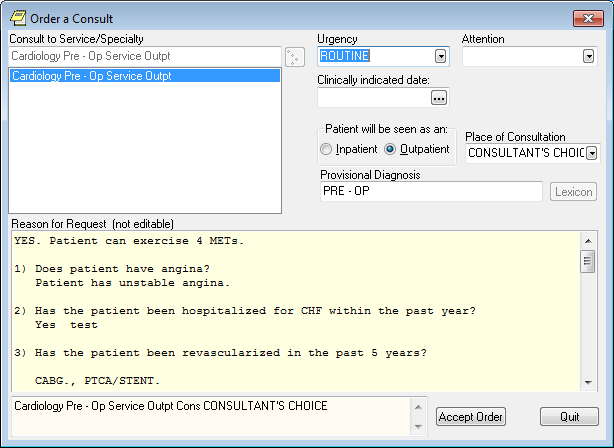 Order a Consult
Consult to Service/Specialty
Cardiology Pre - Op Service Outpt
Cardiology Pre - Op Service Outpt
Urgency
ROUTINE
Attention
Clinically indicated date:
...
Patient will be seen as an:
Inpatient
Outpatient
Place of Consultation
CONSULTANT'S CHOIC
Provisional Diagnosis
PRE - OP
Lexicon
Reason for Request (not editable)
YES. Patient can exercise 4 METs.
1) Does patient have angina?
Patient has unstable angina.
2) Has the patient been hospitalized for CHF within the past year?
Yes test
3) Has the patient been revascularized in the past 5 years?
CABG., PTCA/STENT.
Cardiology Pre - Op Service Outpt Cons CONSULTANT'S CHOICE
Accept Order
Quit